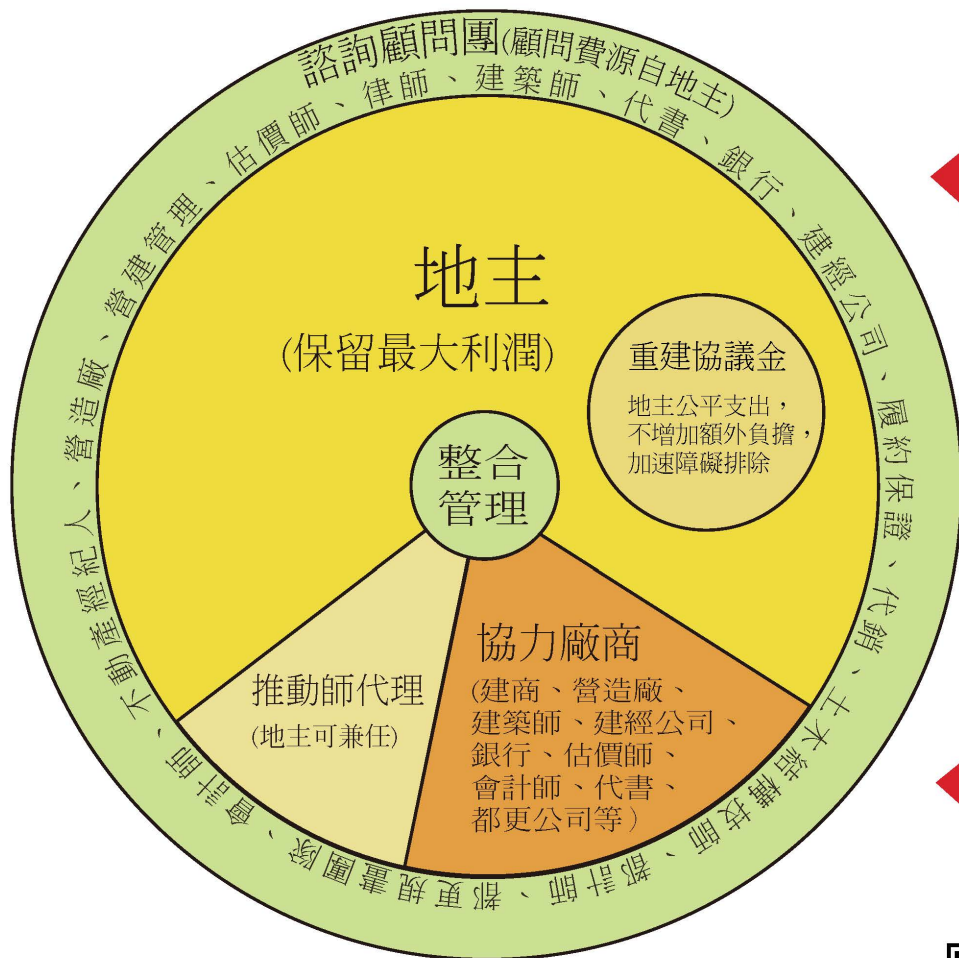 諮詢顧問團(顧問費源自地主)
不動產經紀人、營造廠、營建管理、估價師、律師、建築師、代書、銀行、建經公司、履約保證、代銷、土木結構技師、都計師、都更規畫團隊、會計師、
地主
(保留最大利潤)
重建協議金
地主公平支出，
不增加額外負擔，
加速障礙排除
整合
管理
推動師代理
(地主可兼任)
協力廠商
(建商、營造廠、
建築師、建經公司、
銀行、估價師、
會計師、代書、
都更公司等)